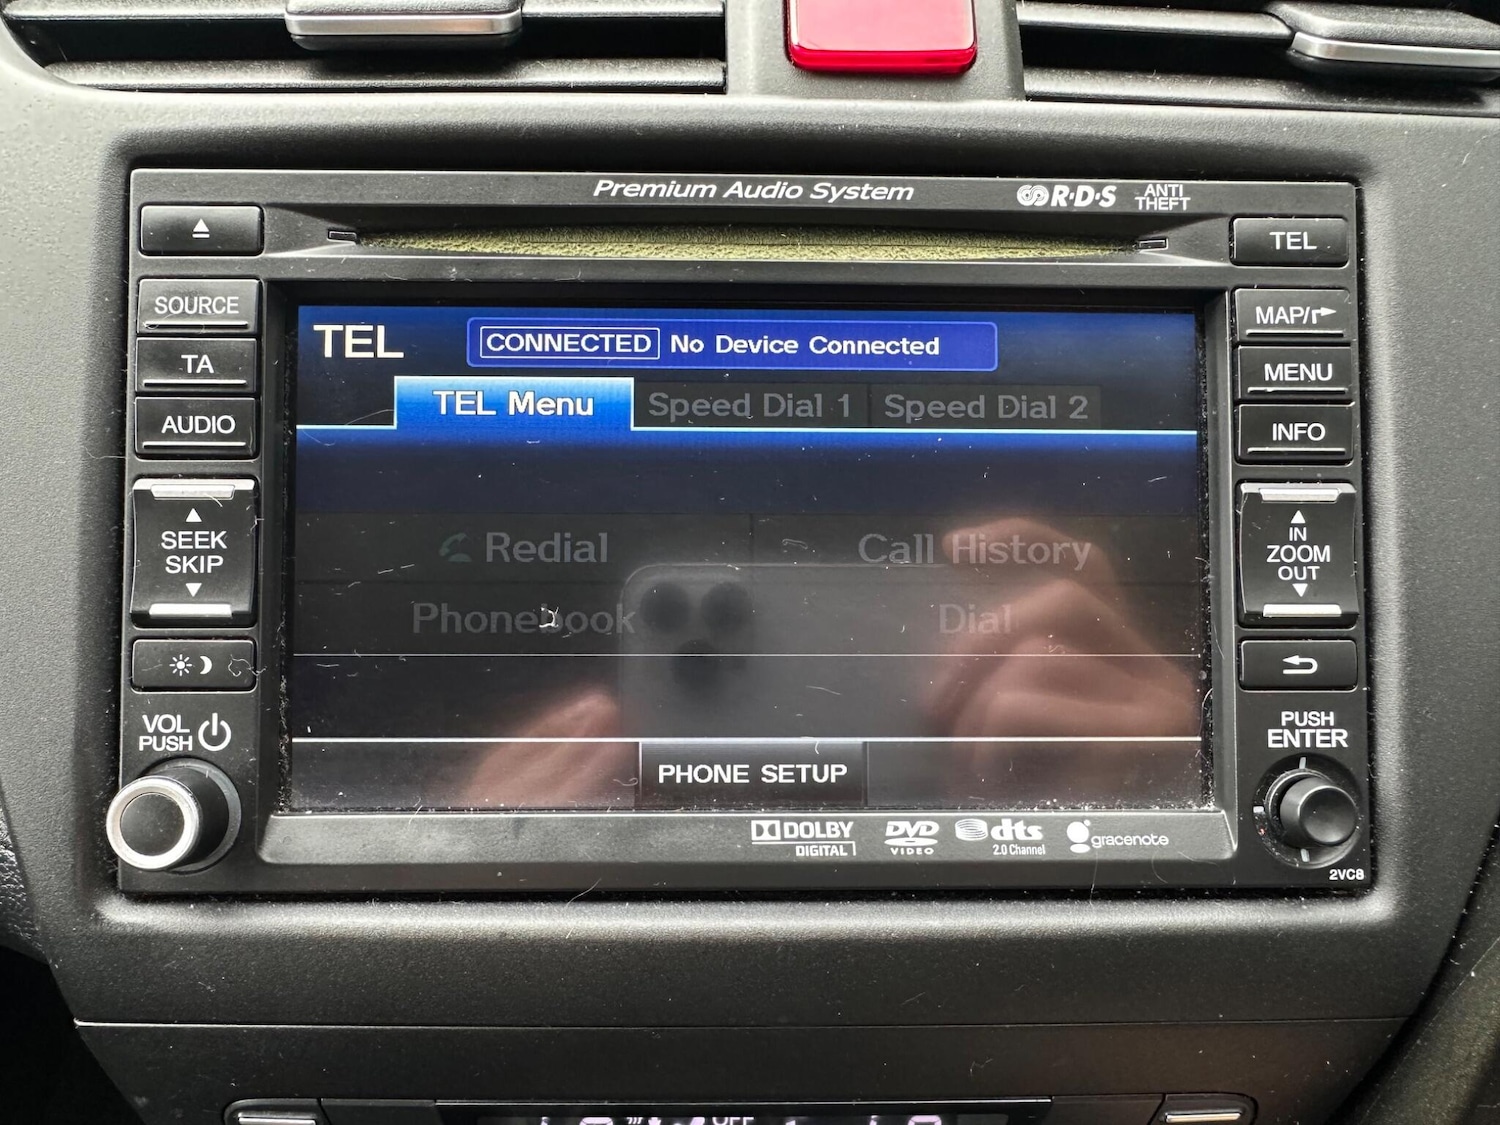 Premium Audio System
R·D·S
ANTI
THEFT
TEL
SOURCE
TA
AUDIO
SEEK
SKIP
VOL
PUSH
TEL
CONNECTED No Device Connected
TEL Menu Speed Dial 1 Speed Dial 2
Redial Call History
Phonebook Dial
PHONE SETUP
MAP/
MENU
INFO
IN
ZOOM
OUT
PUSH
ENTER
DOLBY
DIGITAL
DVD
VIDEO
dts
2.0 Channel
gracenote
2VC8
OFF